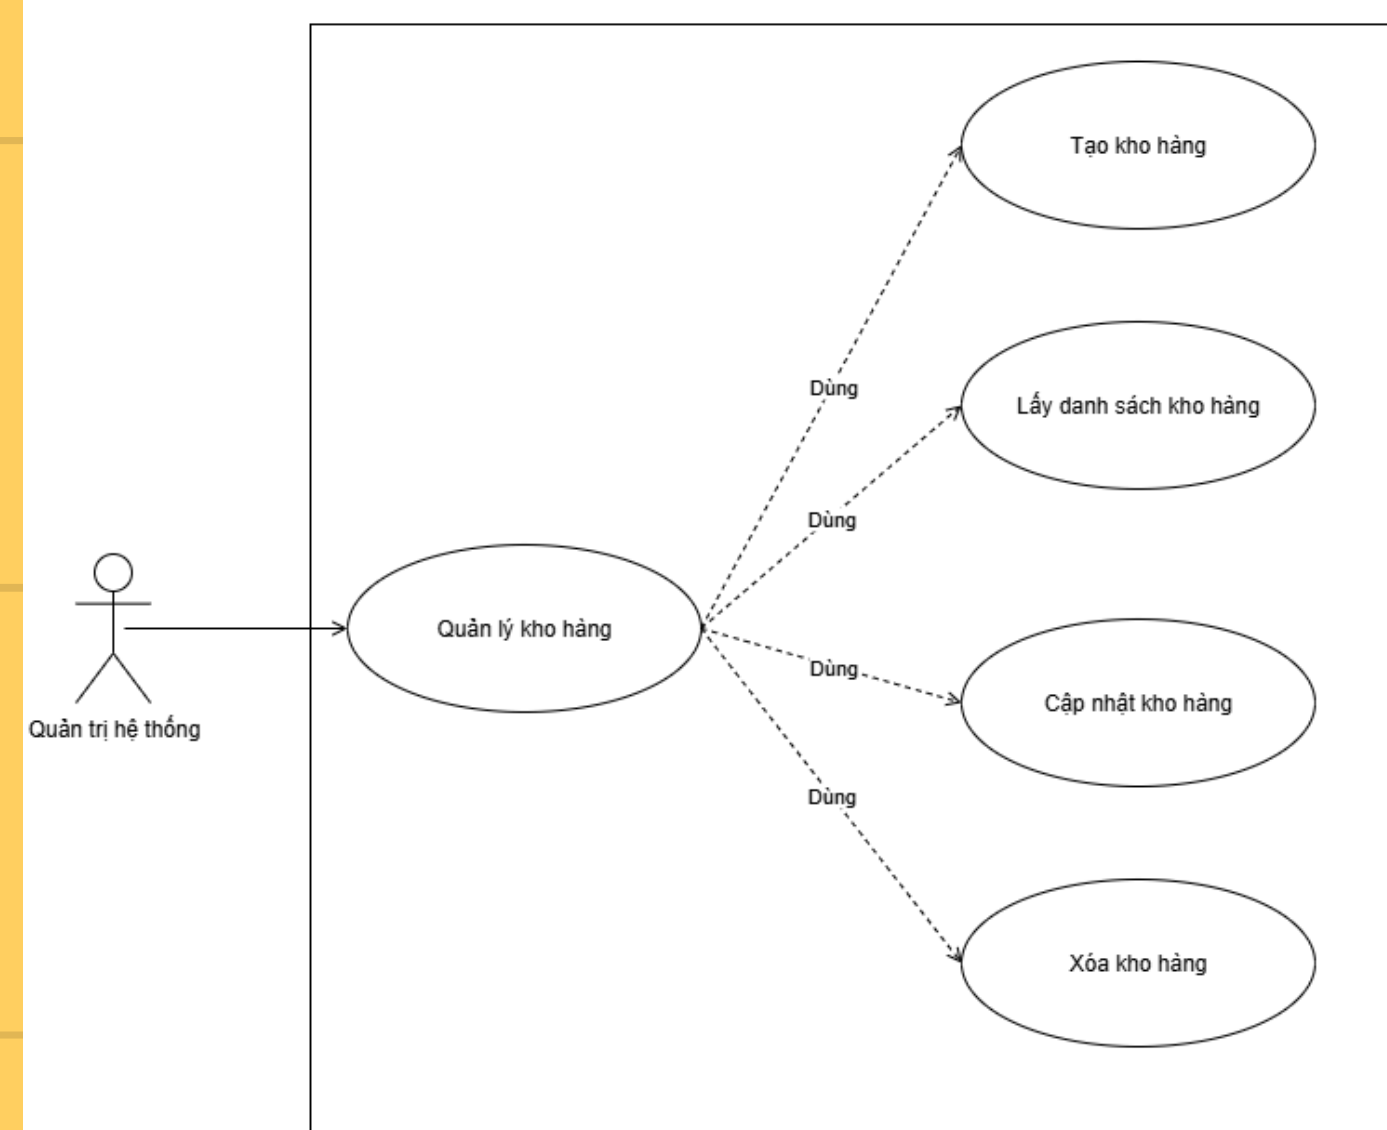 Tạo kho hàng
Dùng
Lấy danh sách kho hàng
Dùng
Quản lý kho hàng
Dùng
Cập nhật kho hàng
Quản trị hệ thống
Dùng
Xóa kho hàng